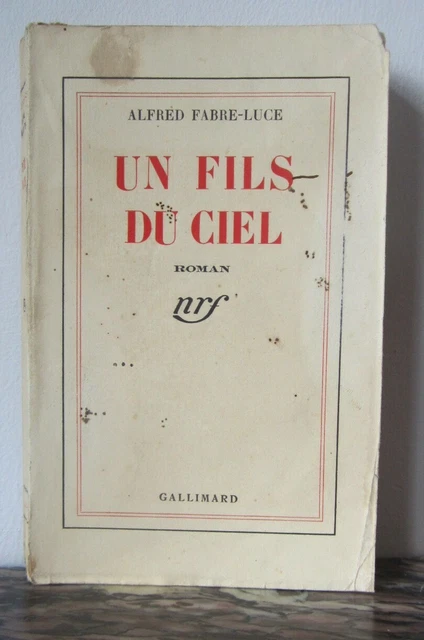 ALFRED FABRE-LUCE
UN FILS
DU CIEL
ROMAN
nrf
GALLIMARD